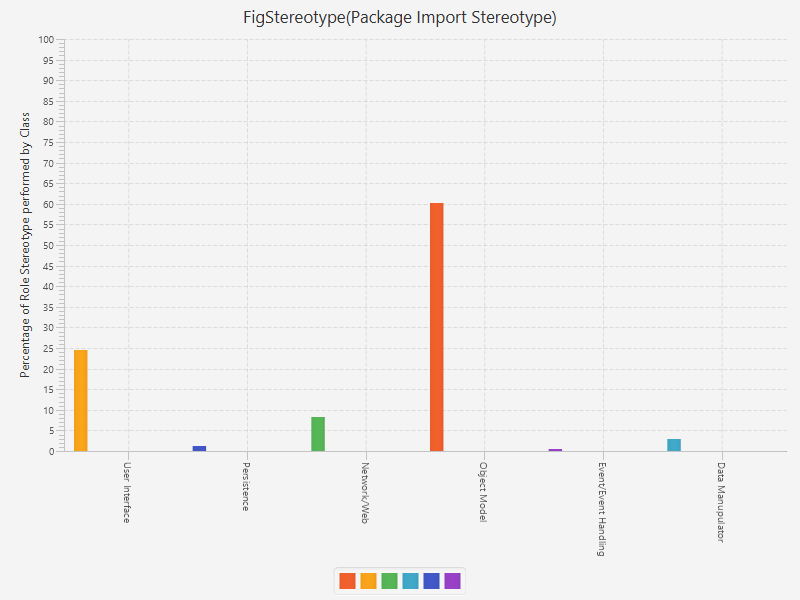 FigStereotype(Package Import Stereotype)
Percentage of Role Stereotype performed by Class
100
95
90
85
80
75
70
65
60
55
50
45
40
35
30
25
20
15
10
5
0
User Interface
Persistence
Network/Web
Object Model
Event/Event Handling
Data Manupulator